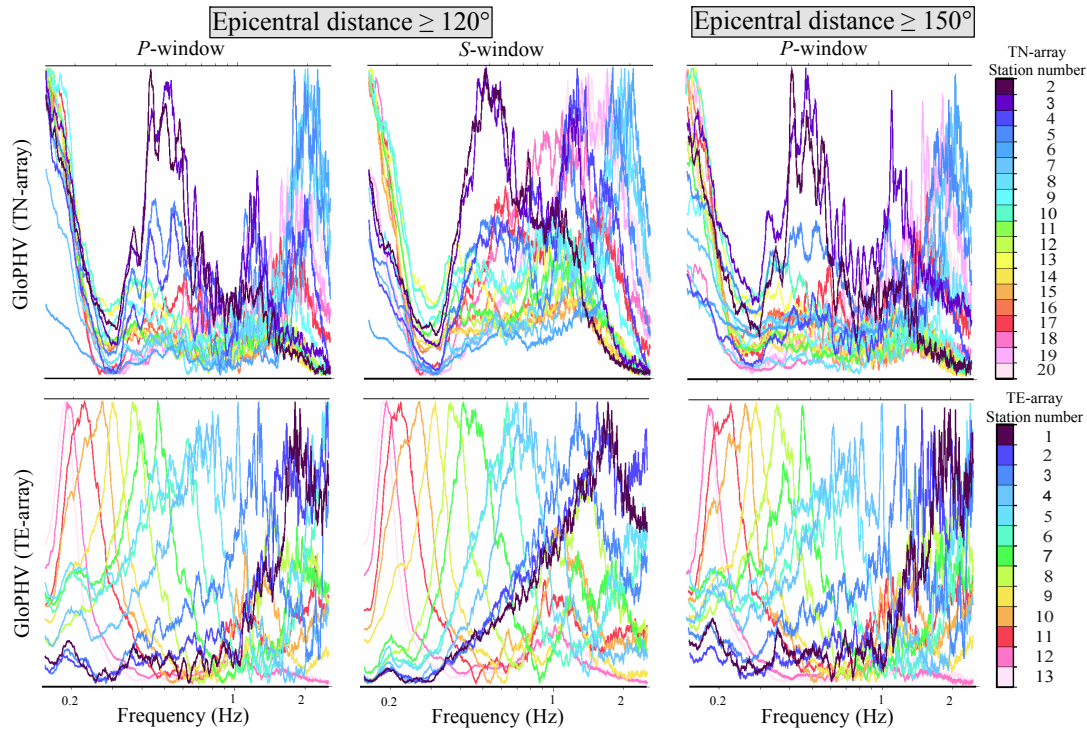 Epicentral distance ≥ 120°
Epicentral distance ≥ 150°
P-window
S-window
P-window
TN-array
Station number
2
3
4
5
6
7
8
9
10
11
12
13
14
15
16
17
18
19
20
GloPHV (TN-array)
TE-array
Station number
1
2
3
4
5
6
7
8
9
10
11
12
13
GloPHV (TE-array)
0.2
1
2
0.2
1
2
0.2
1
2
Frequency (Hz)
Frequency (Hz)
Frequency (Hz)